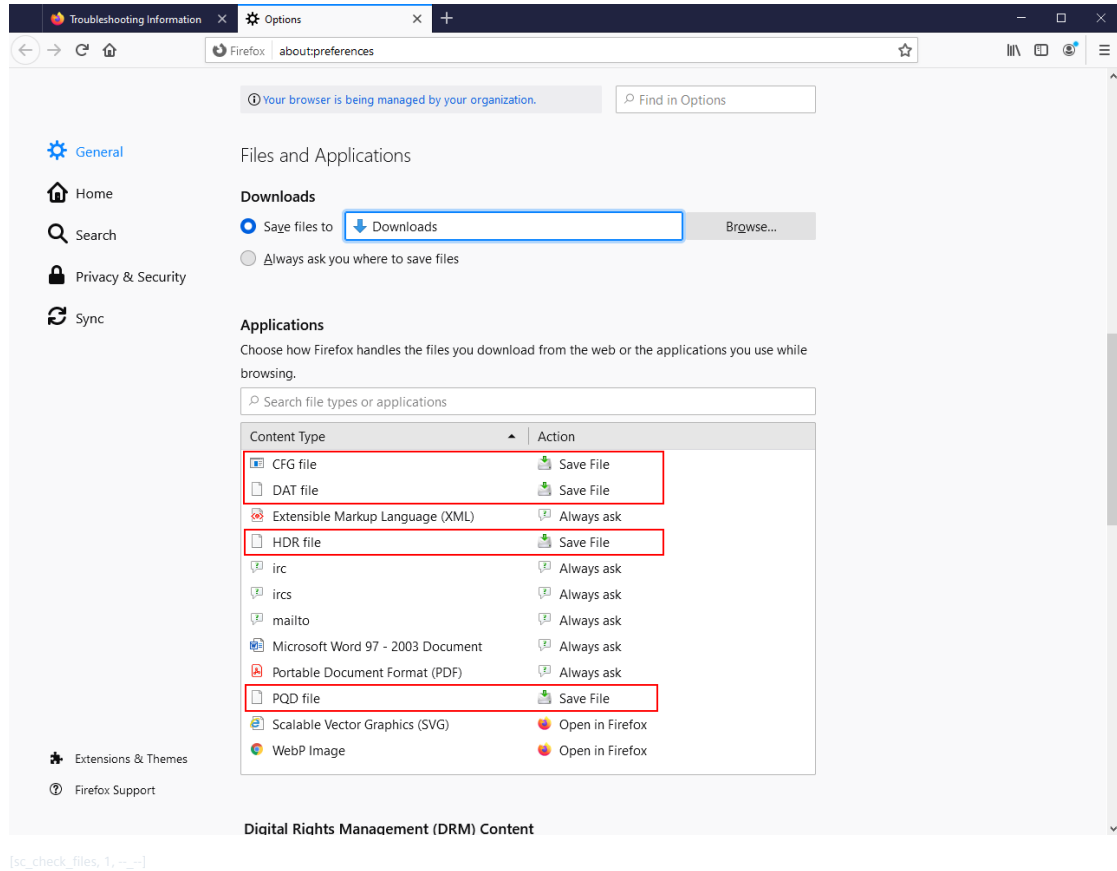 Troubleshooting Information
Options
Firefox about:preferences
Your browser is being managed by your organization.
Find in Options
General
Home
Search
Privacy & Security
Sync
Files and Applications
Downloads
Save files to Downloads Browse...
Always ask you where to save files
Applications
Choose how Firefox handles the files you download from the web or the applications you use while
browsing.
Search file types or applications
Content Type Action
CFG file Save File
DAT file Save File
Extensible Markup Language (XML) Always ask
HDR file Save File
irc Always ask
ircs Always ask
mailto Always ask
Microsoft Word 97 - 2003 Document Always ask
Portable Document Format (PDF) Always ask
PQD file Save File
Scalable Vector Graphics (SVG) Open in Firefox
WebP Image Open in Firefox
Extensions & Themes
Firefox Support
Digital Rights Management (DRM) Content
[sc_check_files, 1, --_--]